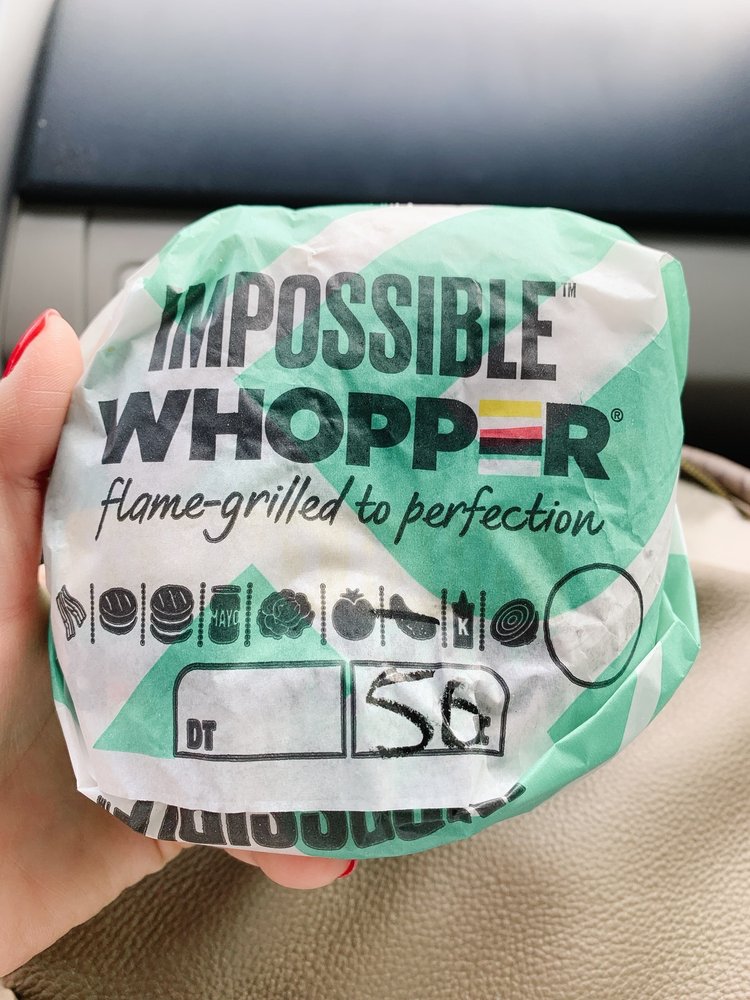 IMPOSSIBLE™
WHOPPER®
flame-grilled to perfection
MAYO K
DT 56